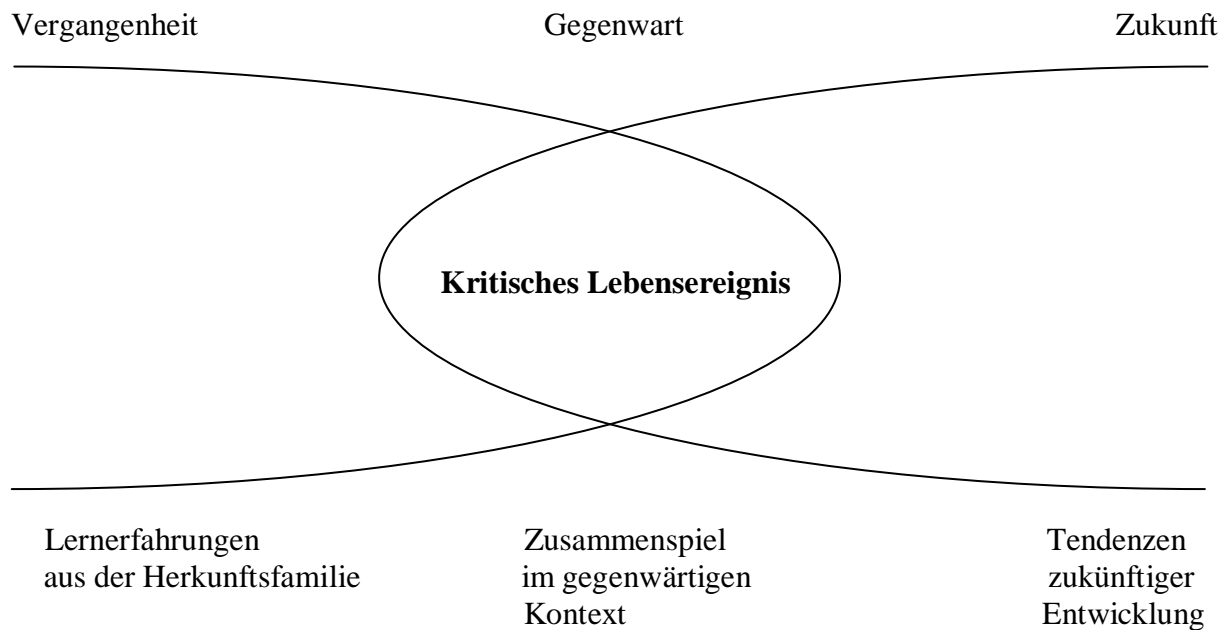 Vergangenheit
Gegenwart
Zukunft
Kritisches Lebensereignis
Lernerfahrungen
aus der Herkunftsfamilie
Zusammenspiel
im gegenwärtigen
Kontext
Tendenzen
zukünftiger
Entwicklung